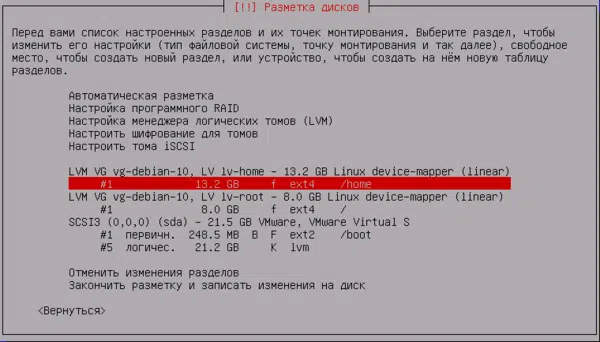 [!!] Разметка дисков
Перед вами список настроенных разделов и их точек монтирования. Выберите раздел, чтобы
изменить его настройки (тип файловой системы, точку монтирования и так далее), свободное
место, чтобы создать новый раздел, или устройство, чтобы создать на нём новую таблицу
разделов.
Автоматическая разметка
Настройка программного RAID
Настройка менеджера логических томов (LVM)
Настроить шифрование для томов
Настроить тома iSCSI
LVM VG vg-debian-10, LV lv-home - 13.2 GB Linux device-mapper (linear)
#1 13.2 GB f ext4 /home
LVM VG vg-debian-10, LV lv-root - 8.0 GB Linux device-mapper (linear)
#1 8.0 GB f ext4 /
SCSI3 (0,0,0) (sda) - 21.5 GB VMware, VMware Virtual S
#1 первичн. 248.5 MB B F ext2 /boot
#5 логичес. 21.2 GB K lvm
Отменить изменения разделов
Закончить разметку и записать изменения на диск
<Вернуться>